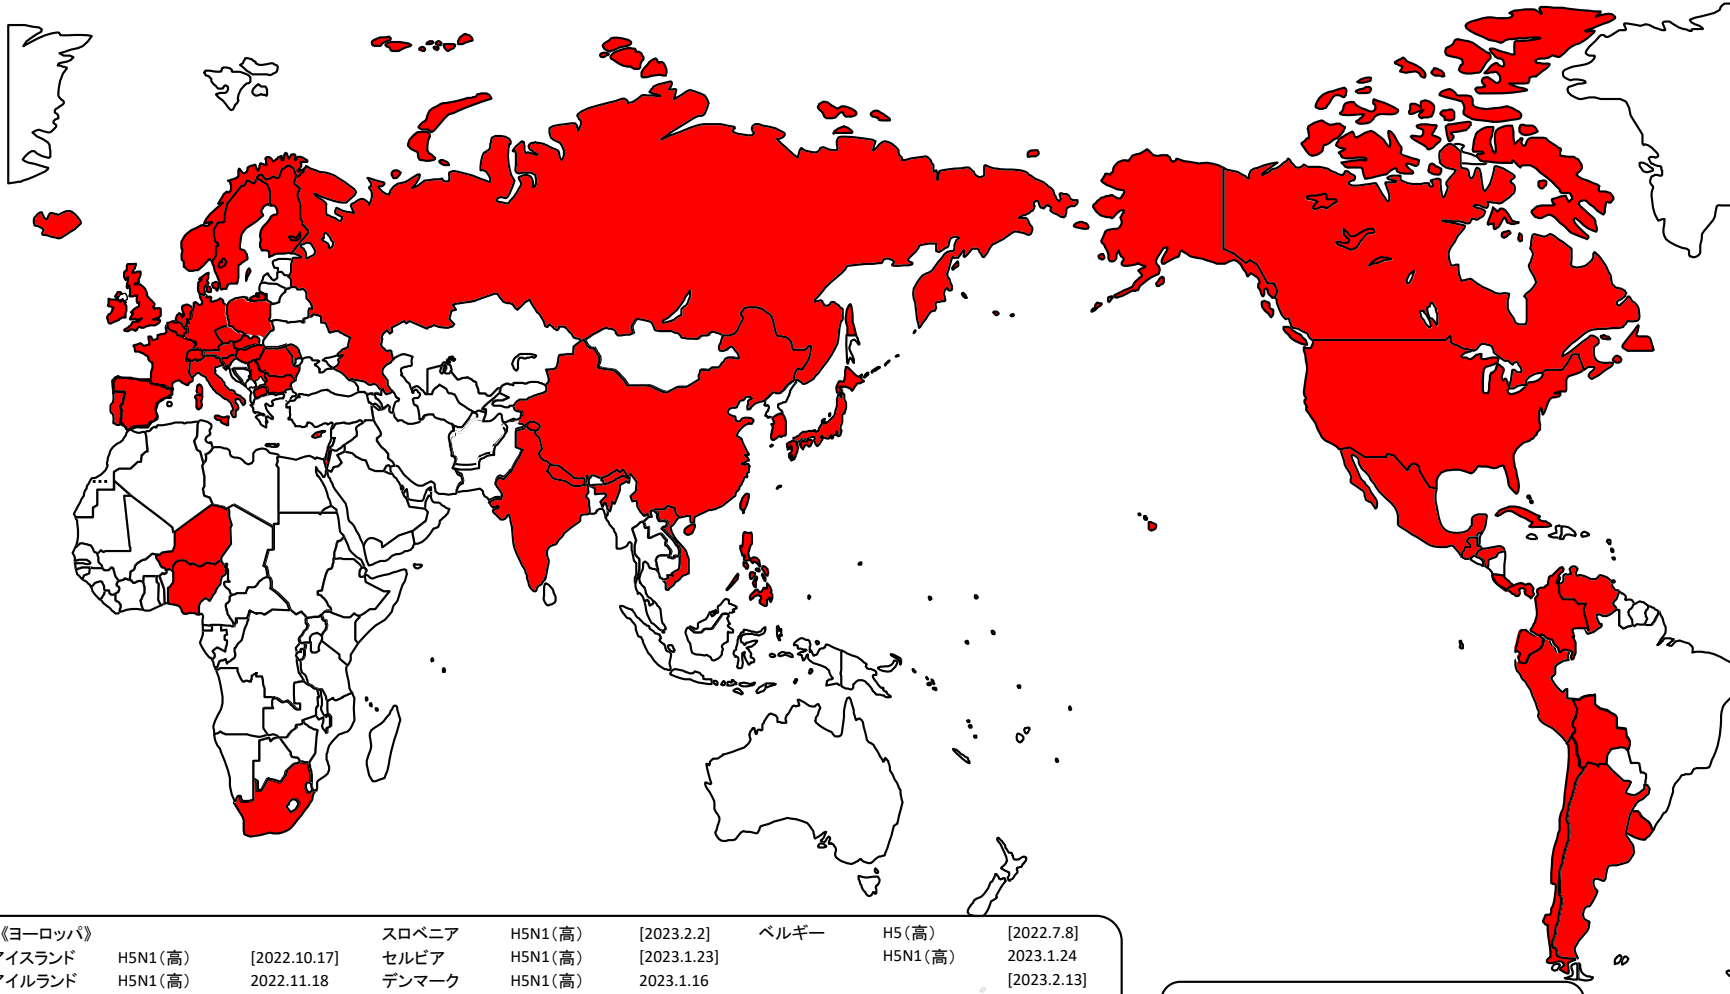 《ヨーロッパ》 スロベニア H5N1(高) [2023.2.2] ベルギー H5(高) [2022.7.8]
アイスランド H5N1(高) [2022.10.17] セルビア H5N1(高) [2023.1.23] H5N1(高) 2023.1.24
アイルランド H5N1(高) 2022.11.18 デンマーク H5N1(高) 2023.1.16 [2023.2.13]